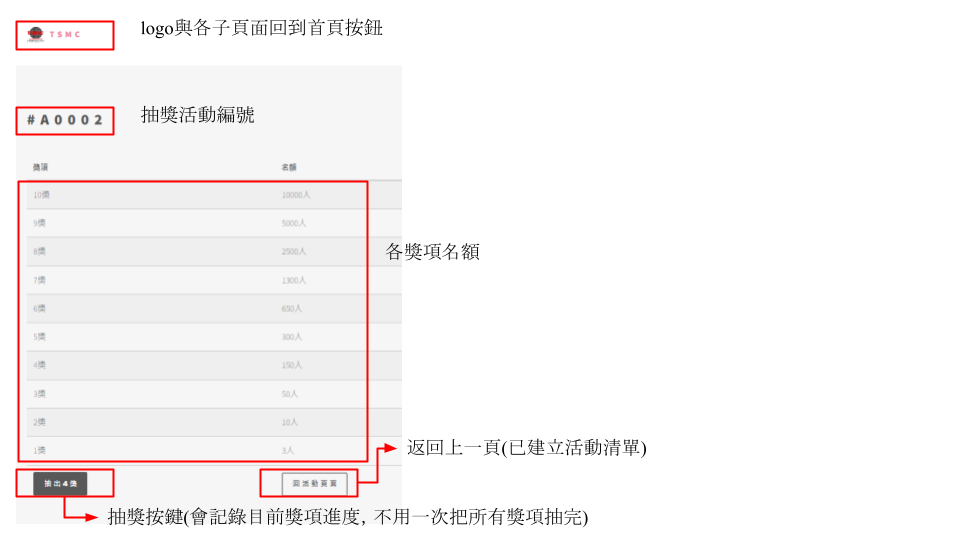 TSMC
logo與各子頁面回到首頁按鈕
#A0002
抽獎活動編號
獎項 名額
10獎 10000人
9獎 5000人
8獎 2500人
各獎項名額
7獎 1300人
6獎 650人
5獎 300人
4獎 150人
3獎 50人
2獎 10人
1獎 3人
返回上一頁(已建立活動清單)
抽出4獎 回活動頁面
抽獎按鍵(會記錄目前獎項進度, 不用一次把所有獎項抽完)